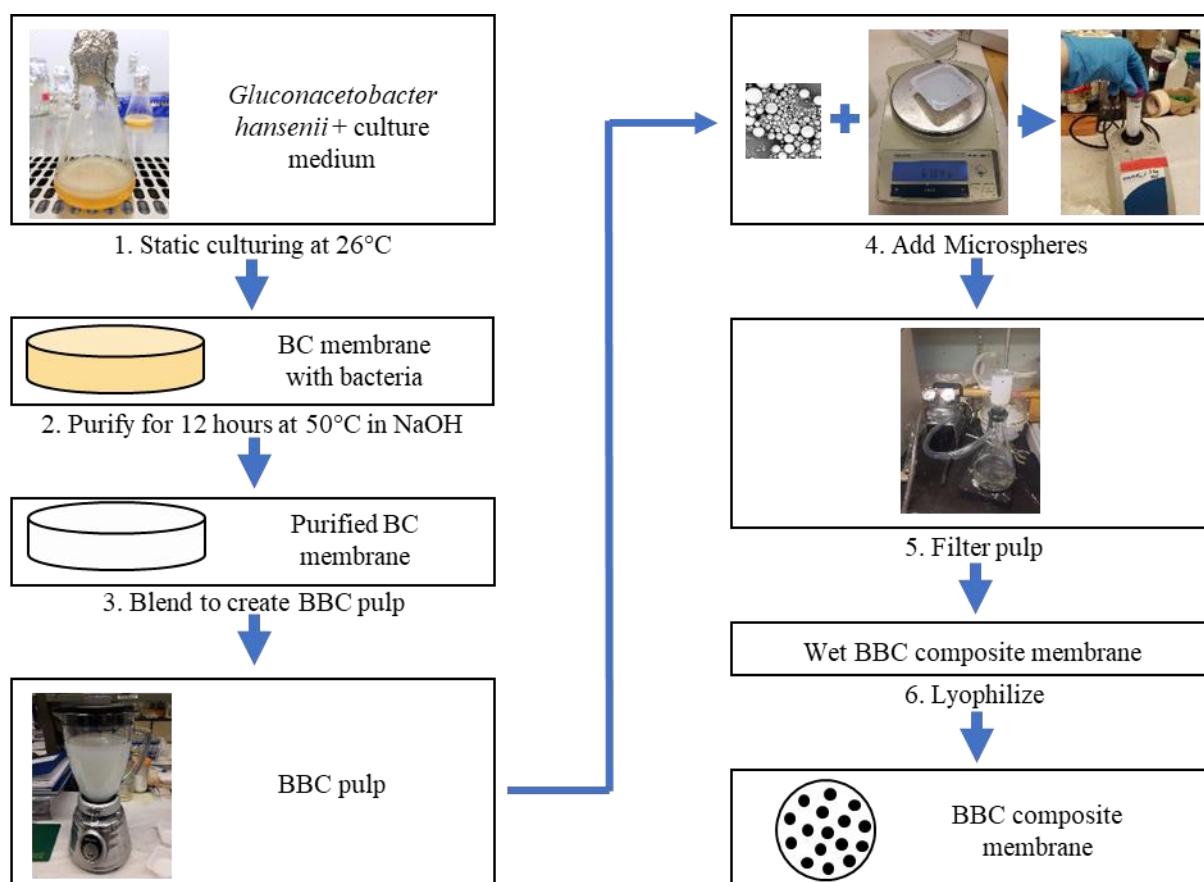 Gluconacetobacter
hansenii + culture
medium
1. Static culturing at 26°C
BC membrane
with bacteria
2. Purify for 12 hours at 50°C in NaOH
Purified BC
membrane
3. Blend to create BBC pulp
BBC pulp
4. Add Microspheres
5. Filter pulp
Wet BBC composite membrane
6. Lyophilize
BBC composite
membrane